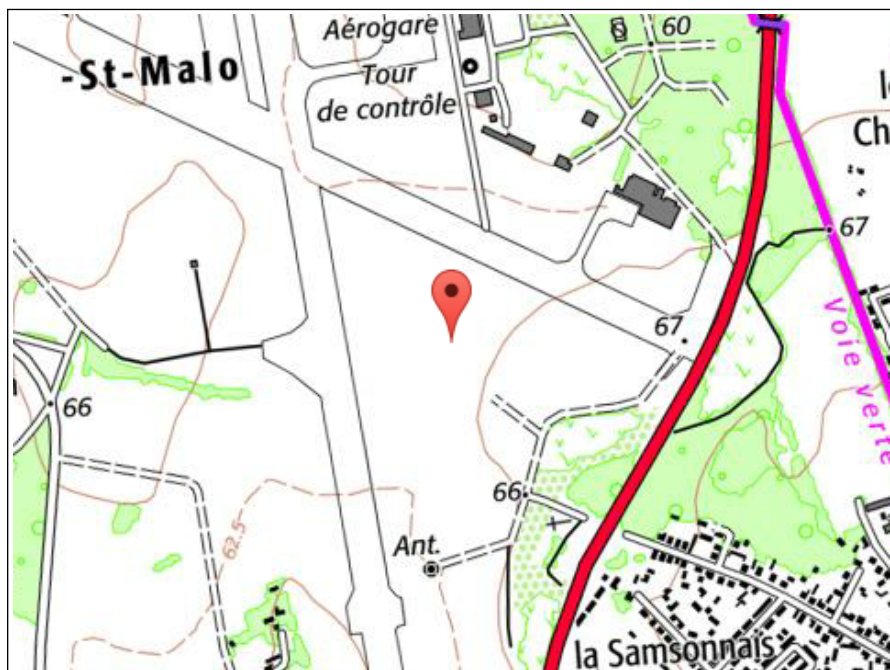 Aérogare
60
-St-Malo
Tour
de contrôle
Ch
67
67
Voie verte
66
66
62.5
Ant.
la Samsonnais